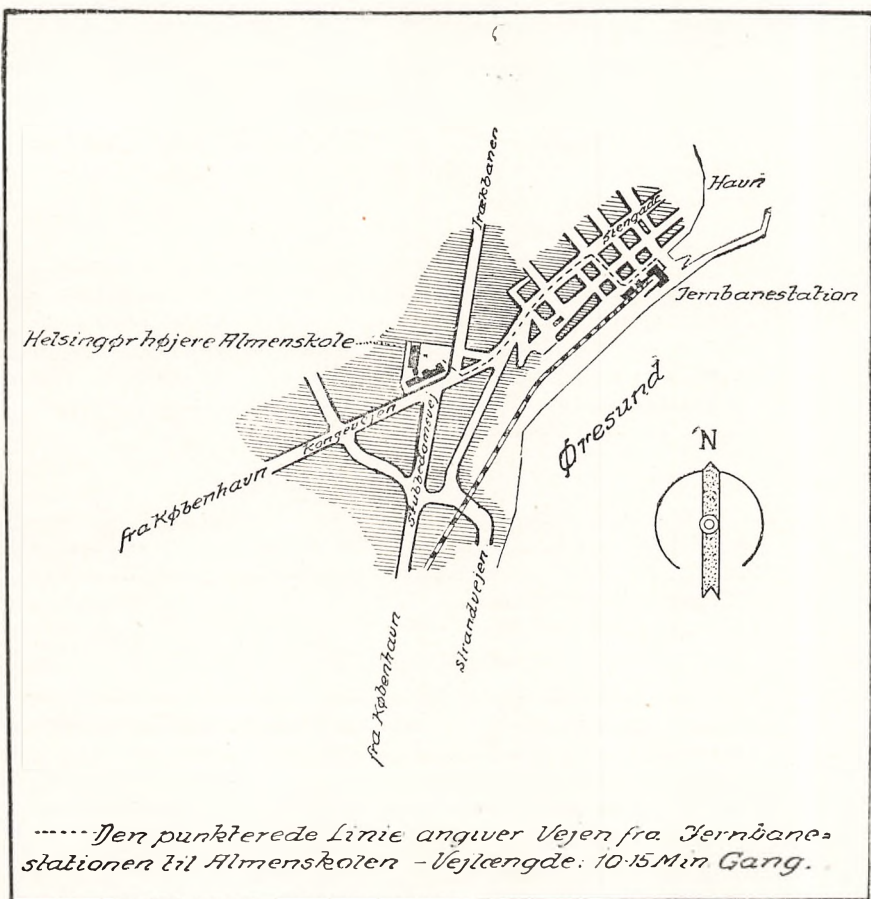 Trækbanen
Havn
Stengade
Jernbanestation
Helsingør højere Almenskole
Øresund
Kongevejen
N
fra København
Stubbedamsvej
Strandvejen
fra København
Den punkterede Linie angiver Vejen fra Jernbane=
stationen til Almenskolen – Vejlængde: 10-15 Min Gang.